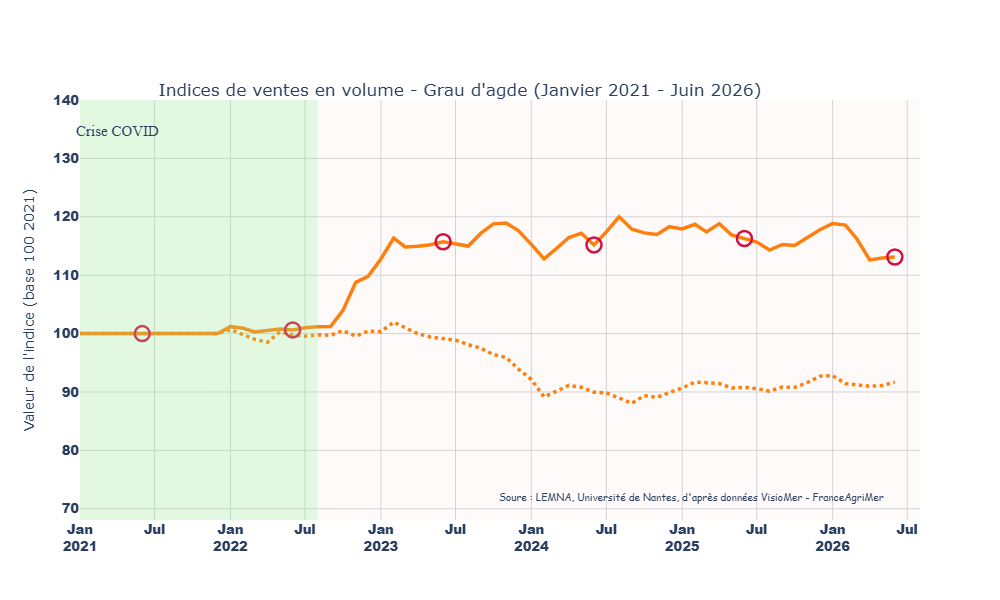 Indices de ventes en volume - Grau d'agde (Janvier 2021 - Juin 2026)
Valeur de l'indice (base 100 2021)
140
130
120
110
100
90
80
70
Crise COVID
Soure : LEMNA, Université de Nantes, d'après données VisioMer - FranceAgriMer
Jan Jul Jan Jul Jan Jul Jan Jul Jan Jul Jan Jul
2021 2022 2023 2024 2025 2026